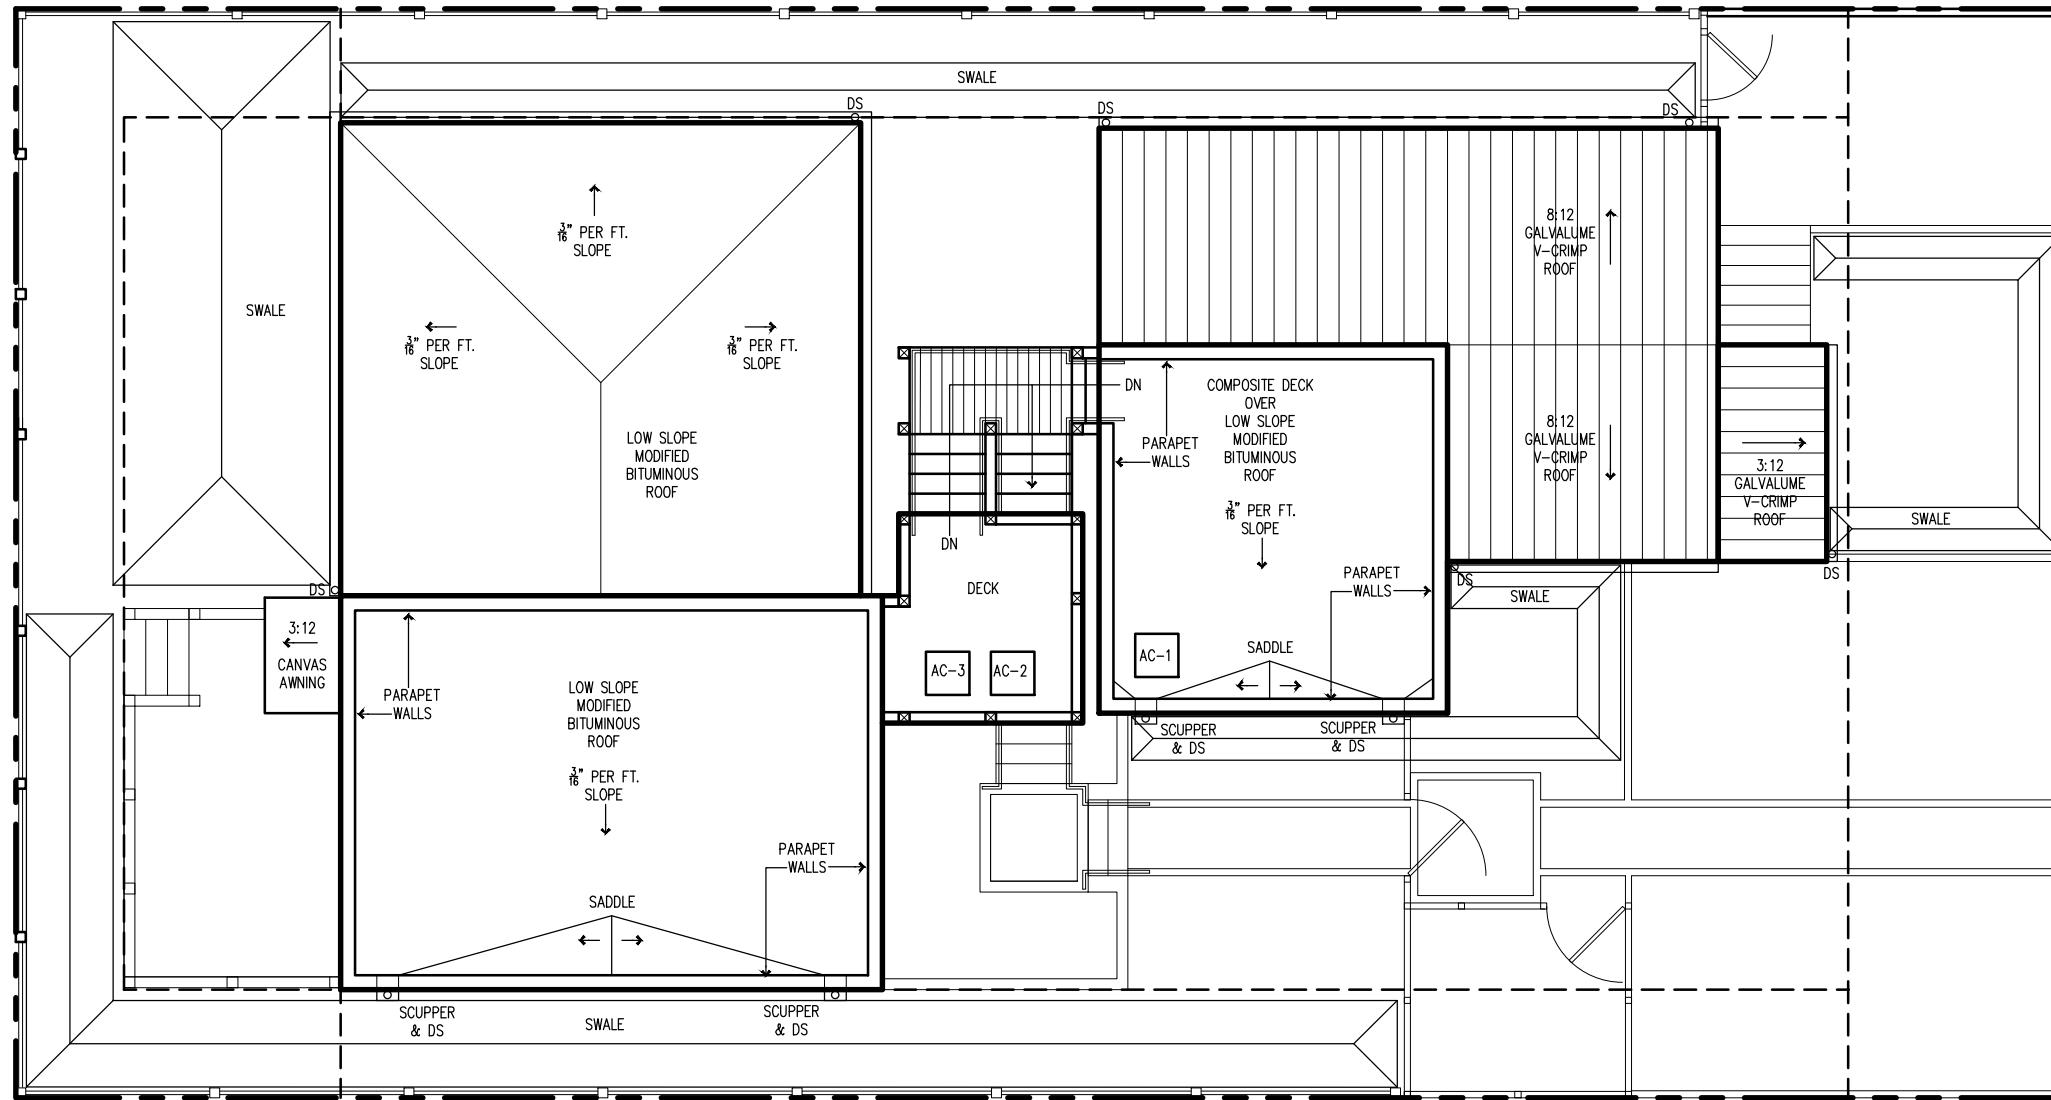 SWALE
DS
DS
DS
3/16" PER FT.
SLOPE
8:12
GALVALUME
V-CRIMP
ROOF
SWALE
3/16" PER FT.
SLOPE
3/16" PER FT.
SLOPE
LOW SLOPE
MODIFIED
BITUMINOUS
ROOF
DN
COMPOSITE DECK
OVER
LOW SLOPE
MODIFIED
BITUMINOUS
ROOF
3/16" PER FT.
SLOPE
PARAPET
WALLS
8:12
GALVALUME
V-CRIMP
ROOF
3:12
GALVALUME
V-CRIMP
ROOF
SWALE
DN
DECK
PARAPET
WALLS
DS
DS
DS
SWALE
3:12
CANVAS
AWNING
PARAPET
WALLS
LOW SLOPE
MODIFIED
BITUMINOUS
ROOF
3/16" PER FT.
SLOPE
AC-3
AC-2
AC-1
SADDLE
SCUPPER
& DS
SCUPPER
& DS
PARAPET
WALLS
SADDLE
SCUPPER
& DS
SWALE
SCUPPER
& DS